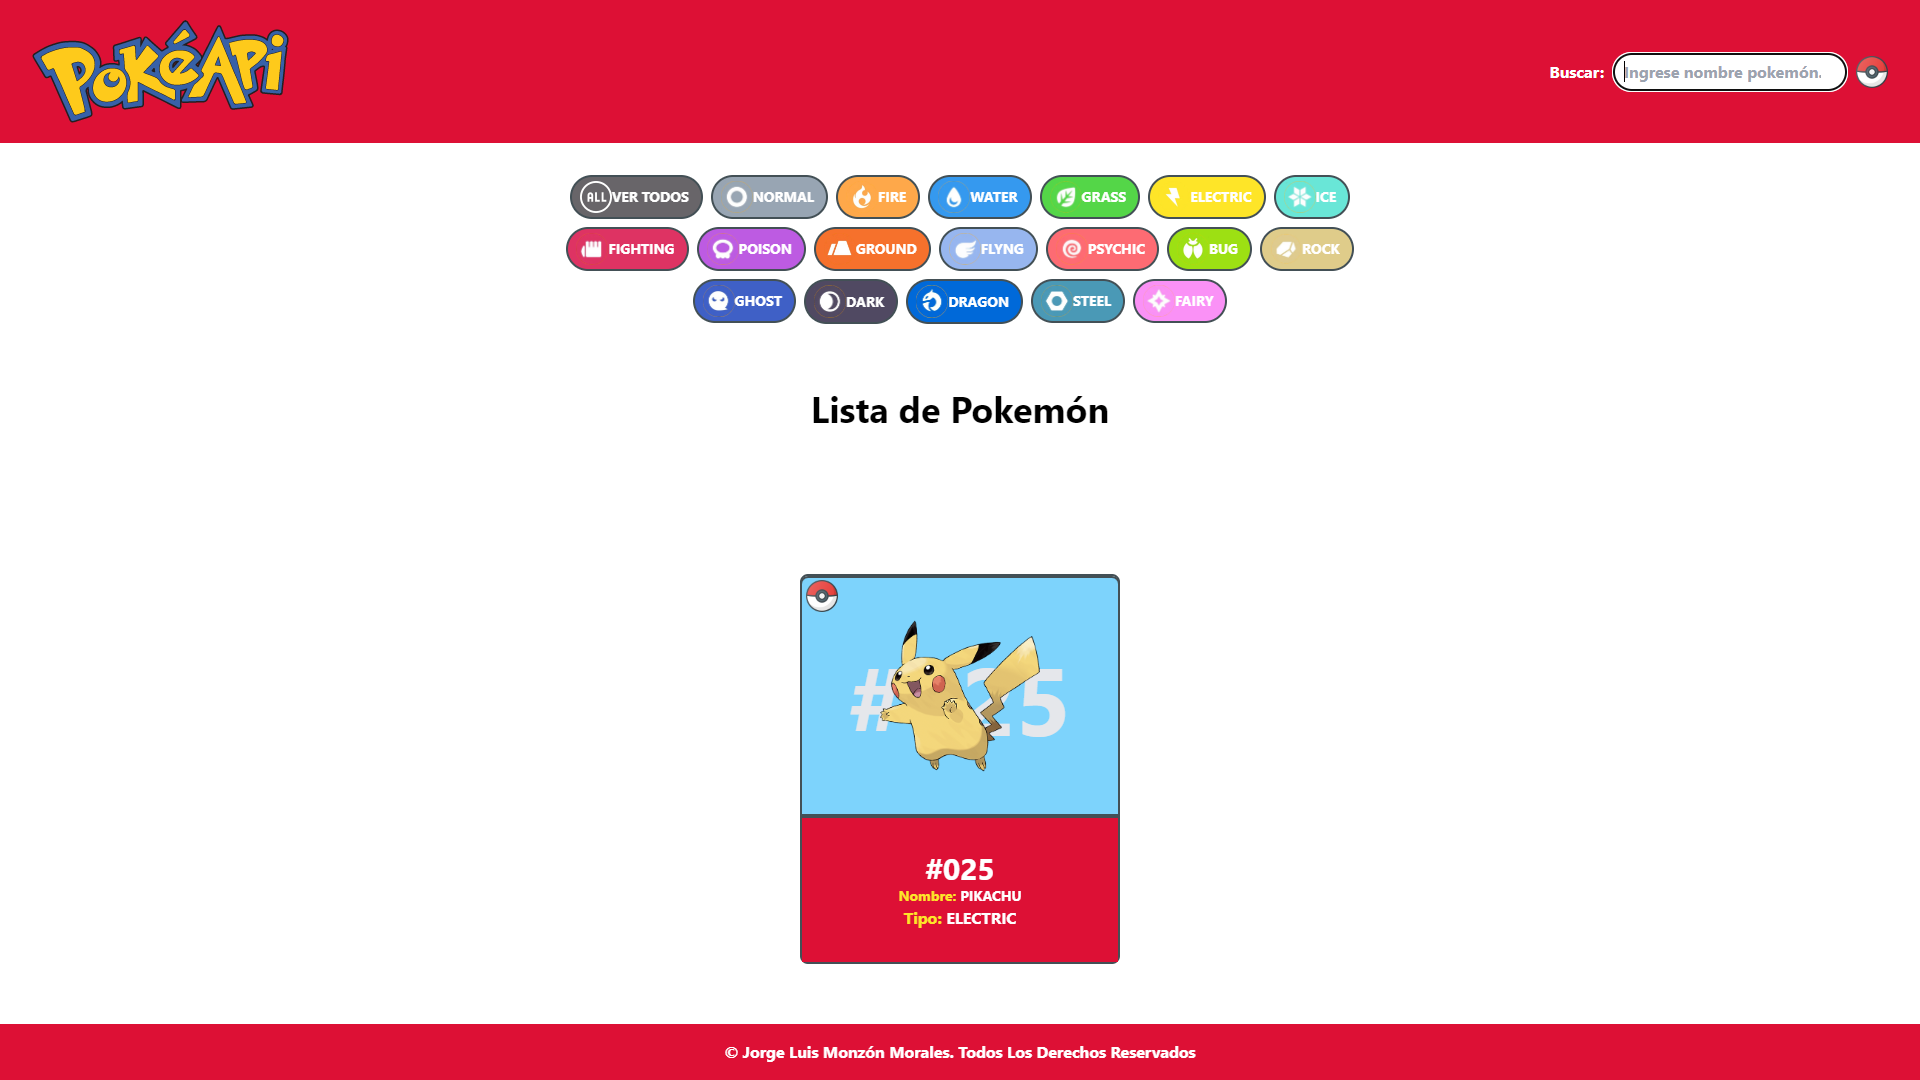 PokéApi
Buscar: Ingrese nombre pokemón.
ALL VER TODOS NORMAL FIRE WATER GRASS ELECTRIC ICE
FIGHTING POISON GROUND FLYNG PSYCHIC BUG ROCK
GHOST DARK DRAGON STEEL FAIRY
Lista de Pokemón
#025
#025
Nombre: PIKACHU
Tipo: ELECTRIC
© Jorge Luis Monzón Morales. Todos Los Derechos Reservados